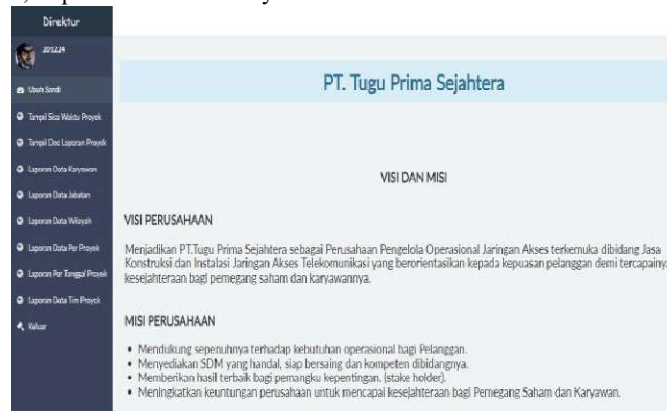 Direktur
201224
Ubah Sandi
Tampil Sisa Waktu Proyek
Tampil Doc Laporan Proyek
Laporan Data Karyawan
Laporan Data Jabatan
Laporan Data Wilayah
Laporan Data Per Proyek
Laporan Per Tanggal Proyek
Laporan Data Tim Proyek
Keluar
PT. Tugu Prima Sejahtera
VISI DAN MISI
VISI PERUSAHAAN
Menjadikan PT.Tugu Prima Sejahtera sebagai Perusahaan Pengelola Operasional Jaringan Akses terkemuka dibidang Jasa
Konstruksi dan Instalasi Jaringan Akses Telekomunikasi yang berorientasikan kepada kepuasan pelanggan demi tercapainy
kesejahteraan bagi pemegang saham dan karyawannya.
MISI PERUSAHAAN
• Mendukung sepenuhnya terhadap kebutuhan operasional bagi Pelanggan.
• Menyediakan SDM yang handal, siap bersaing dan kompeten dibidangnya.
• Memberikan hasil terbaik bagi pemangku kepentingan. (stake holder).
• Meningkatkan keuntungan perusahaan untuk mencapai kesejahteraan bagi Pemegang Saham dan Karyawan.